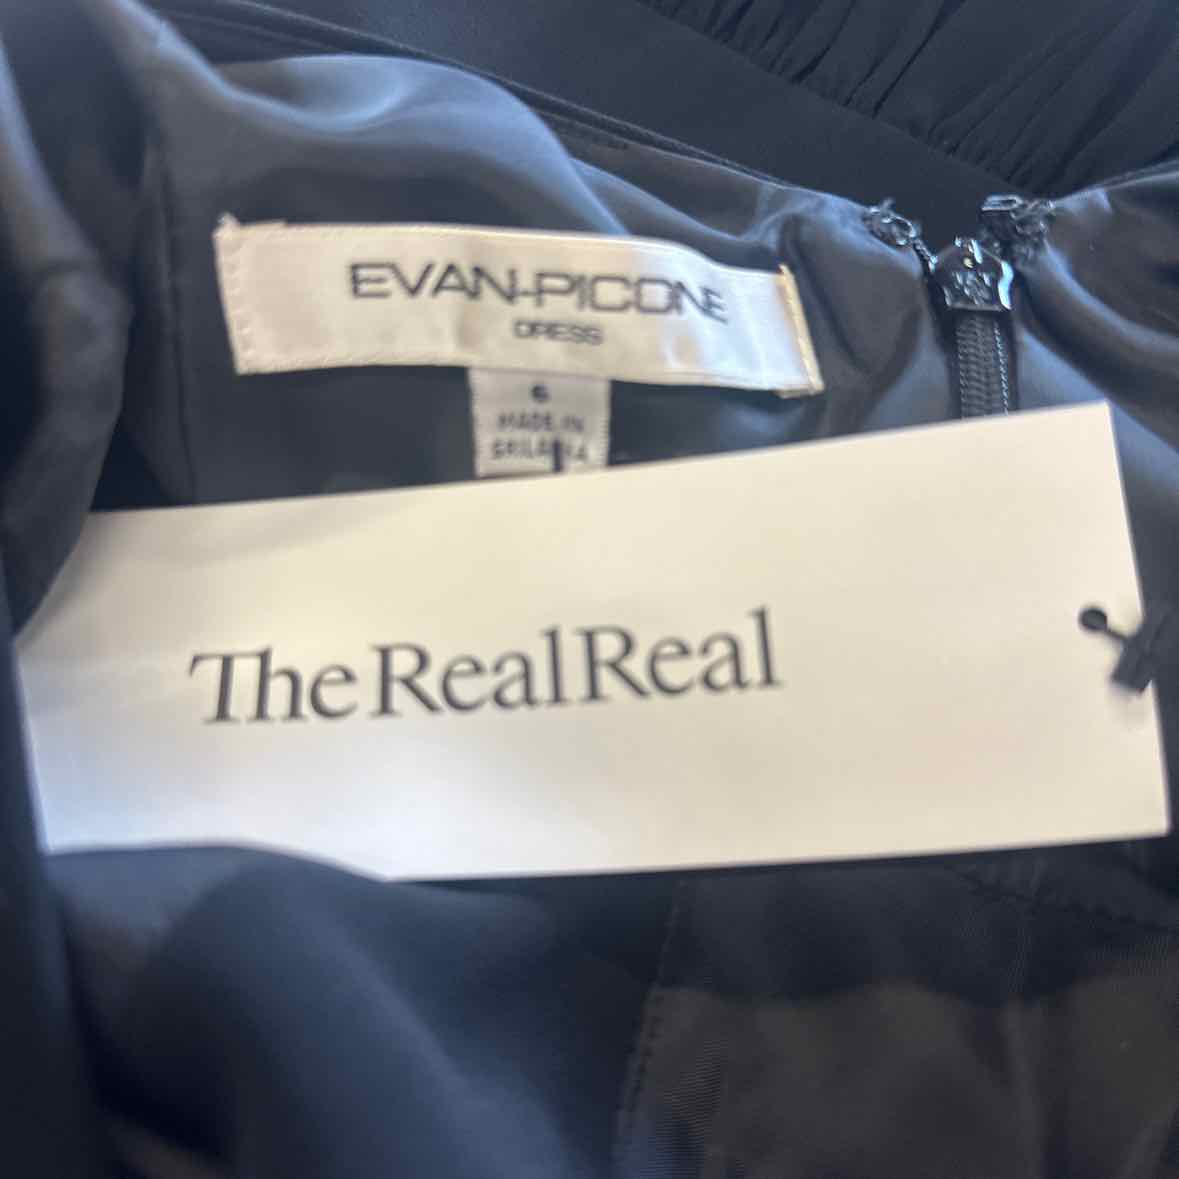 EVAN-PICONE
DRESS
6
MADE IN
SRI LANKA
The RealReal